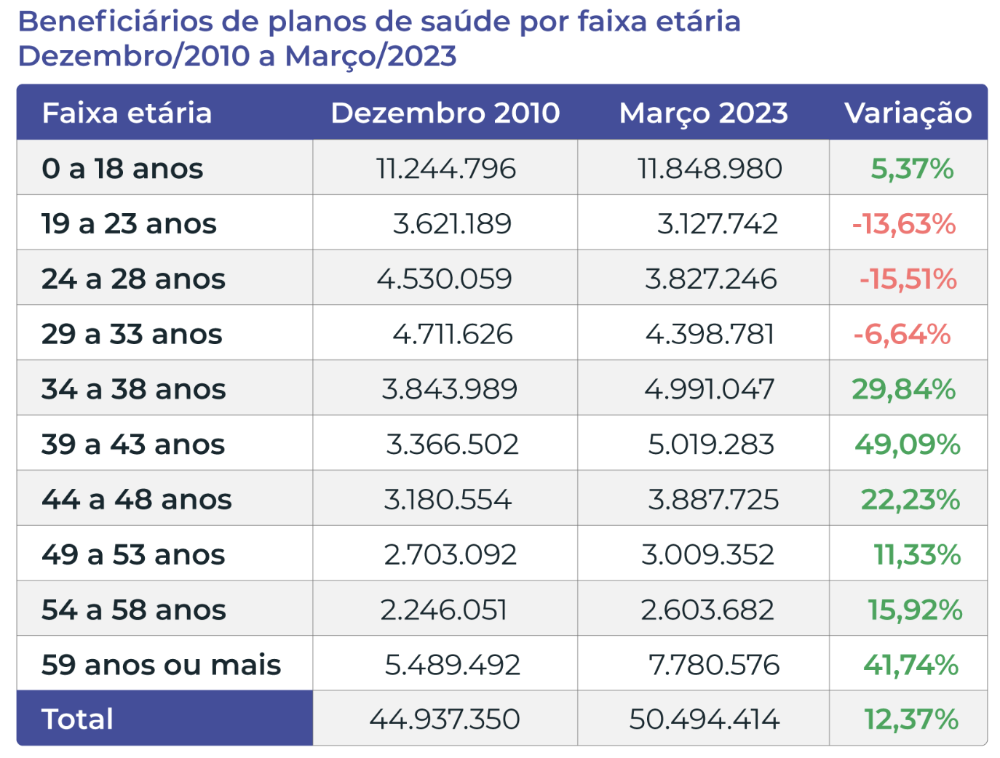 Beneficiários de planos de saúde por faixa etária
Dezembro/2010 a Março/2023
Faixa etária Dezembro 2010 Março 2023 Variação
0 a 18 anos 11.244.796 11.848.980 5,37%
19 a 23 anos 3.621.189 3.127.742 -13,63%
24 a 28 anos 4.530.059 3.827.246 -15,51%
29 a 33 anos 4.711.626 4.398.781 -6,64%
34 a 38 anos 3.843.989 4.991.047 29,84%
39 a 43 anos 3.366.502 5.019.283 49,09%
44 a 48 anos 3.180.554 3.887.725 22,23%
49 a 53 anos 2.703.092 3.009.352 11,33%
54 a 58 anos 2.246.051 2.603.682 15,92%
59 anos ou mais 5.489.492 7.780.576 41,74%
Total 44.937.350 50.494.414 12,37%